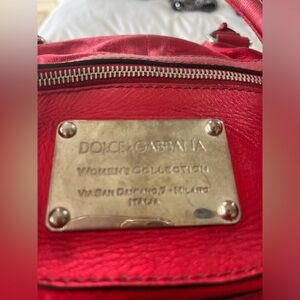 DOLCE & GABBANA
WOMEN'S COLLECTION
VIA SAN DAMIANO, 7 - MILANO
ITALIA